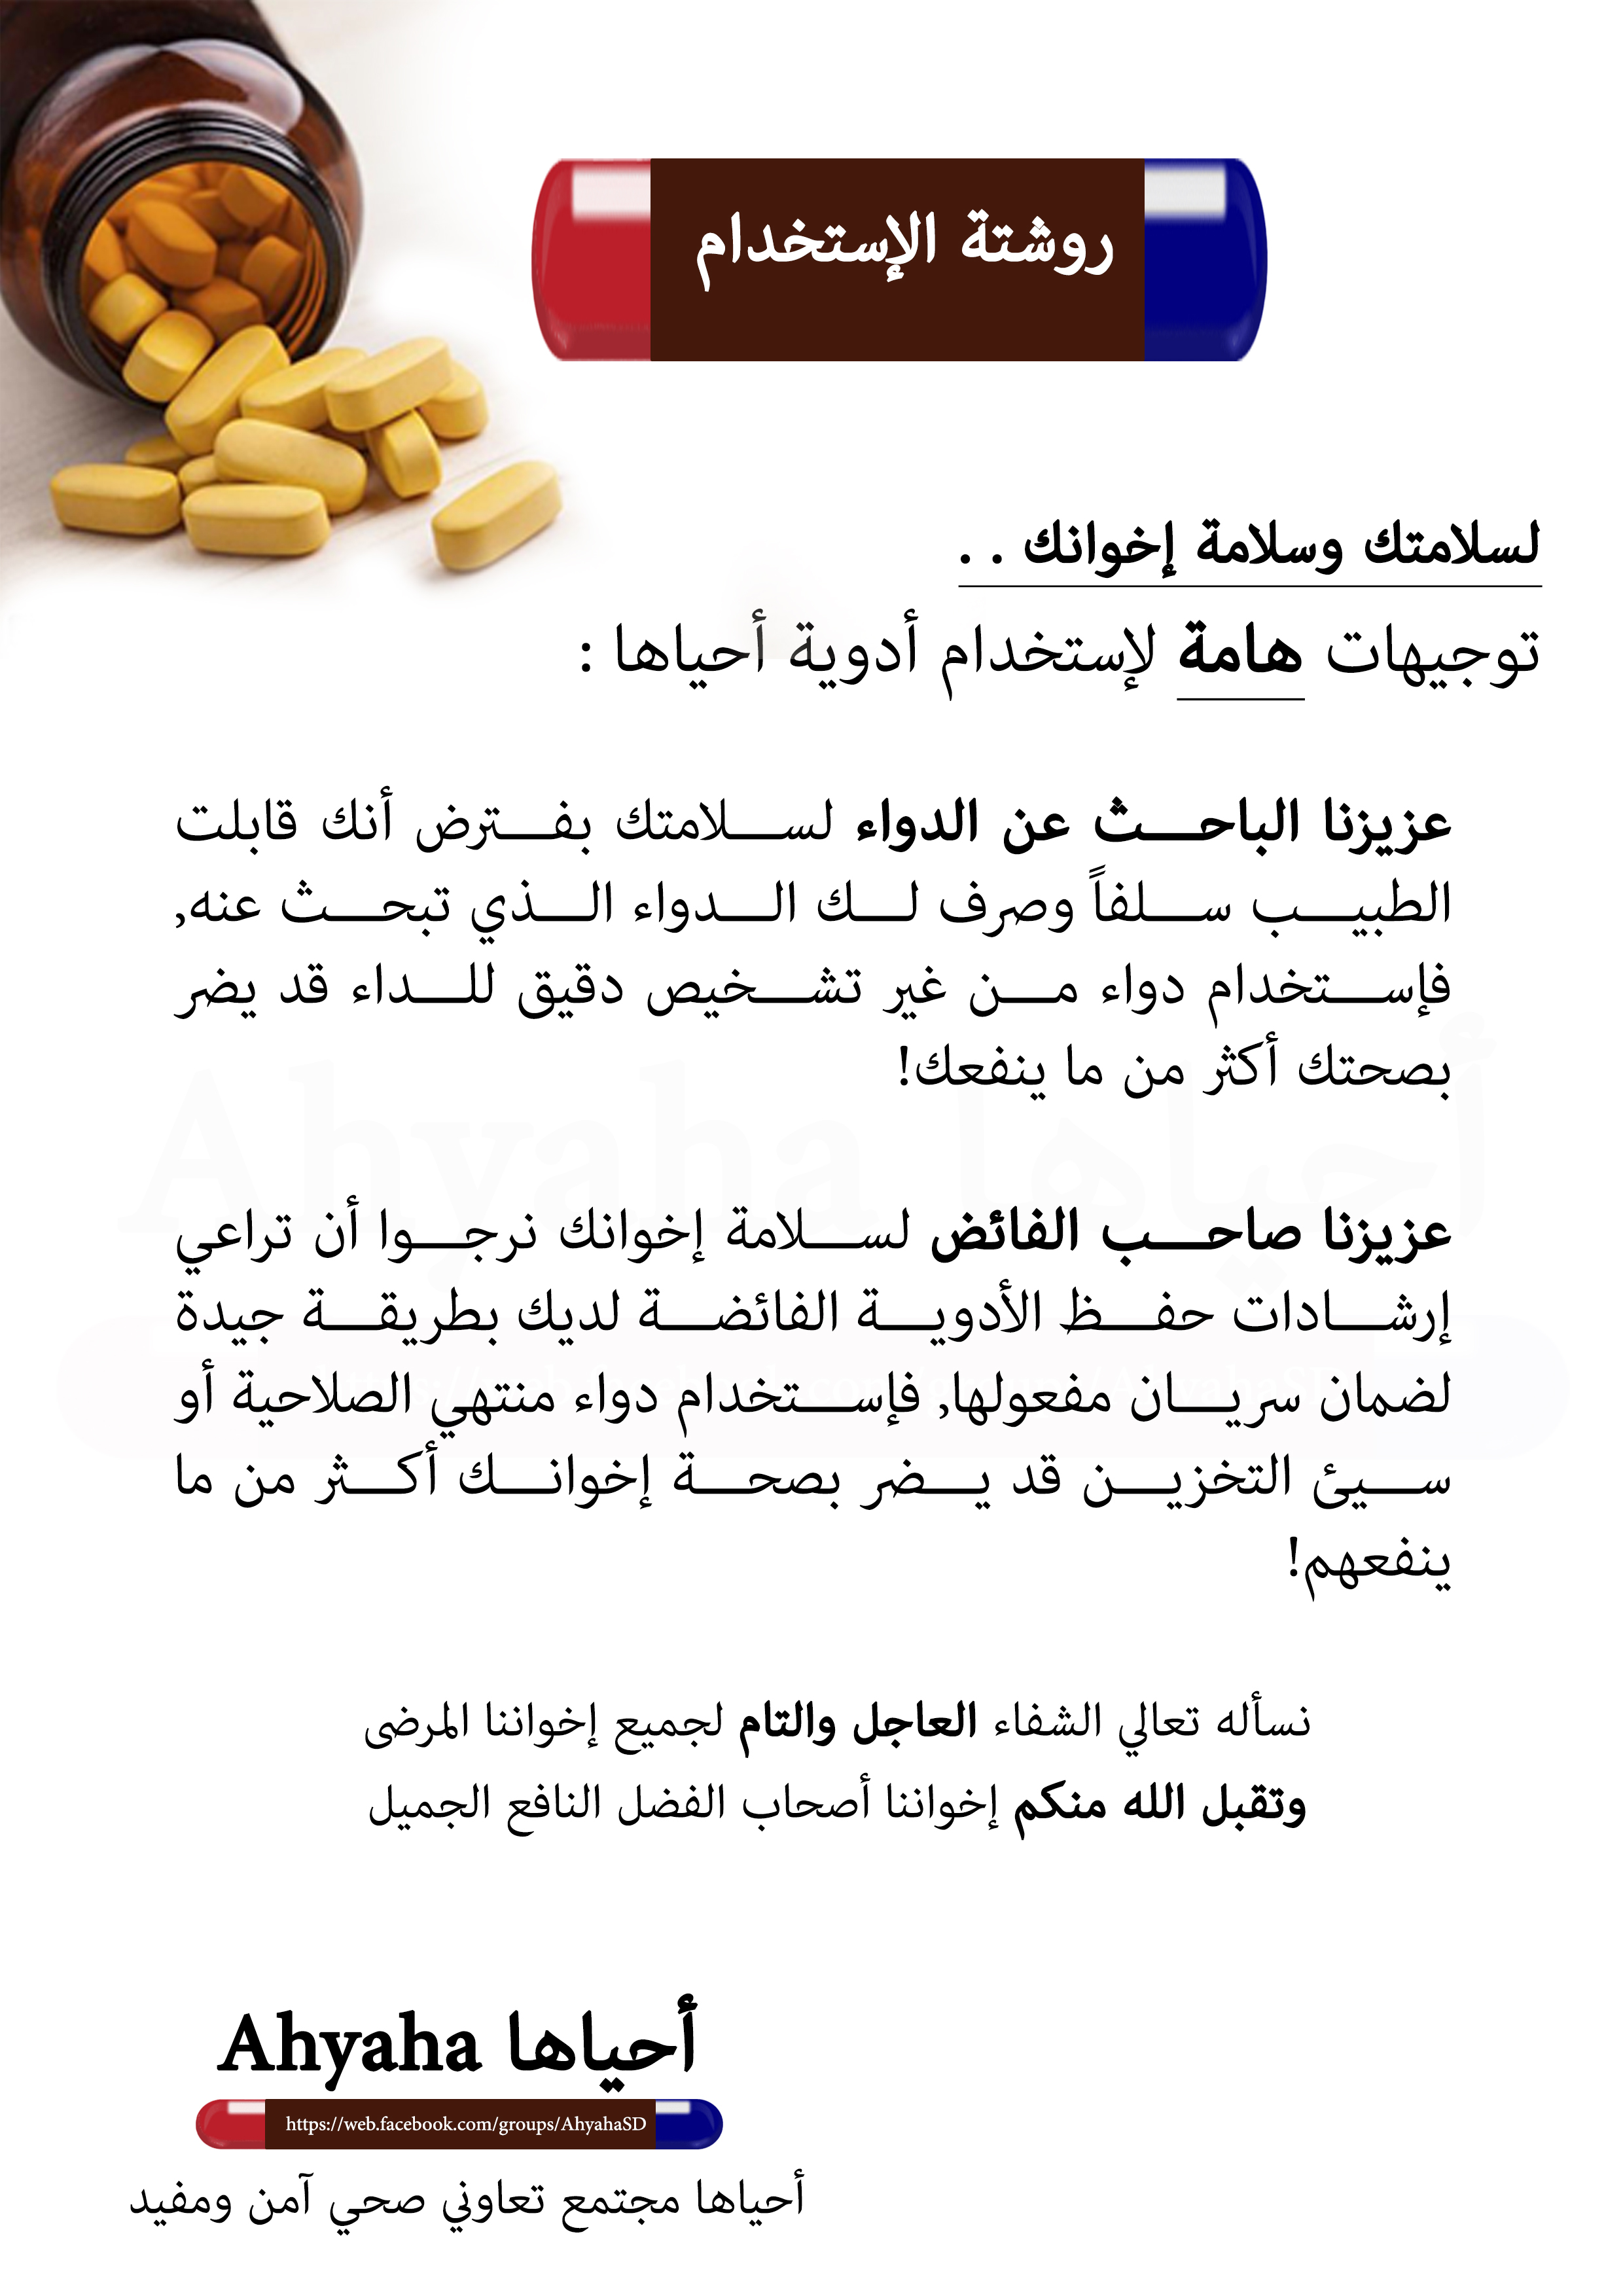 روشتة الإستخدام
لسلامتك وسلامة إخوانك . .
توجيهات هامة لإستخدام أدوية أحياها :
عزيزنا الباحث عن الدواء لسلامتك بفترض أنك قابلت
الطبيب سلفاً وصرف لك الدواء الذي تبحث عنه,
فإستخدام دواء من غير تشخيص دقيق للداء قد يضر
بصحتك أكثر من ما ينفعك!
عزيزنا صاحب الفائض لسلامة إخوانك نرجوا أن تراعي
إرشادات حفظ الأدوية الفائضة لديك بطريقة جيدة
لضمان سريان مفعولها, فإستخدام دواء منتهي الصلاحية أو
سيئ التخزين قد يضر بصحة إخوانك أكثر من ما
ينفعهم!
نسأله تعالي الشفاء العاجل والتام لجميع إخواننا المرضى
وتقبل الله منكم إخواننا أصحاب الفضل النافع الجميل
أحياها Ahyaha
https://web.facebook.com/groups/AhyahaSD
أحياها مجتمع تعاوني صحي آمن ومفيد